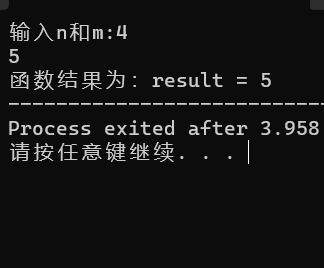 输入n和m:4
5
函数结果为：result = 5
----------------------------
Process exited after 3.958
请按任意键继续. . .